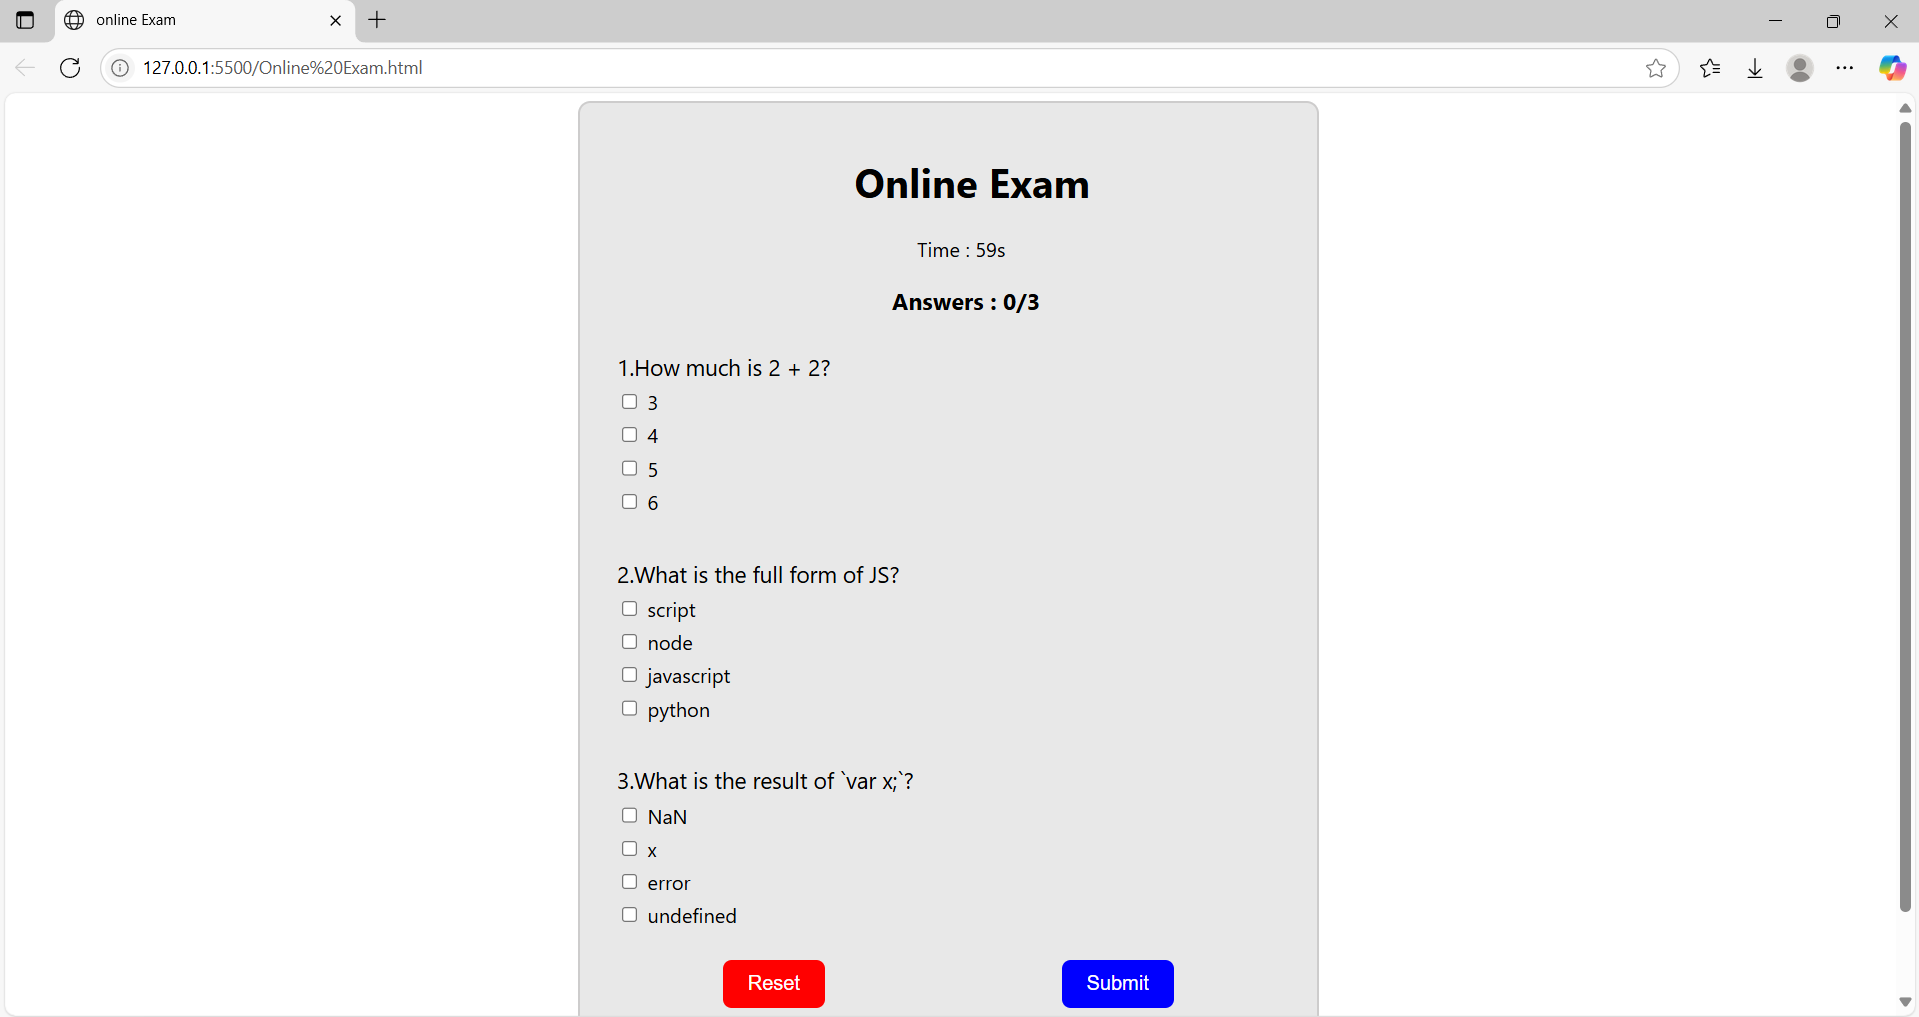 online Exam
127.0.0.1:5500/Online%20Exam.html
Online Exam
Time : 59s
Answers : 0/3
1.How much is 2 + 2?
3
4
5
6
2.What is the full form of JS?
script
node
javascript
python
3.What is the result of `var x;`?
NaN
x
error
undefined
Reset Submit